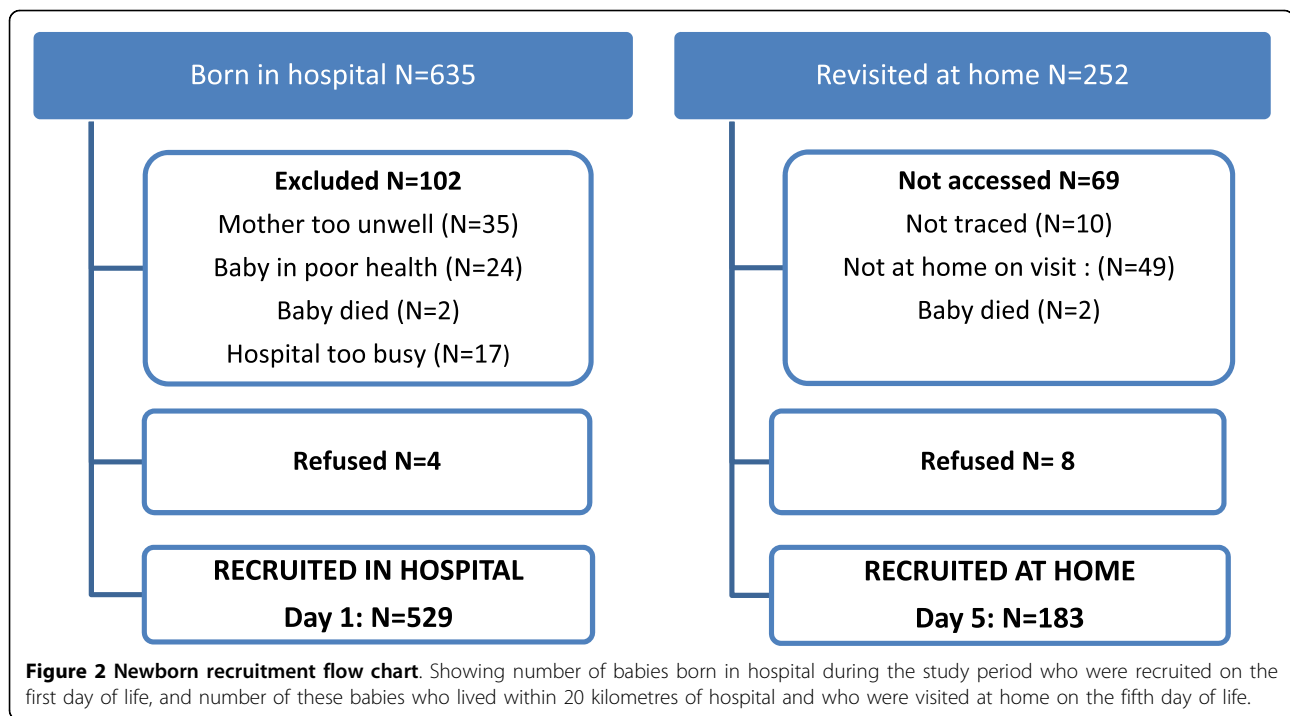 Born in hospital N=635
Excluded N=102
Mother too unwell (N=35)
Baby in poor health (N=24)
Baby died (N=2)
Hospital too busy (N=17)
Refused N=4
RECRUITED IN HOSPITAL
Day 1: N=529
Revisited at home N=252
Not accessed N=69
Not traced (N=10)
Not at home on visit : (N=49)
Baby died (N=2)
Refused N= 8
RECRUITED AT HOME
Day 5: N=183
Figure 2 Newborn recruitment flow chart. Showing number of babies born in hospital during the study period who were recruited on the
first day of life, and number of these babies who lived within 20 kilometres of hospital and who were visited at home on the fifth day of life.